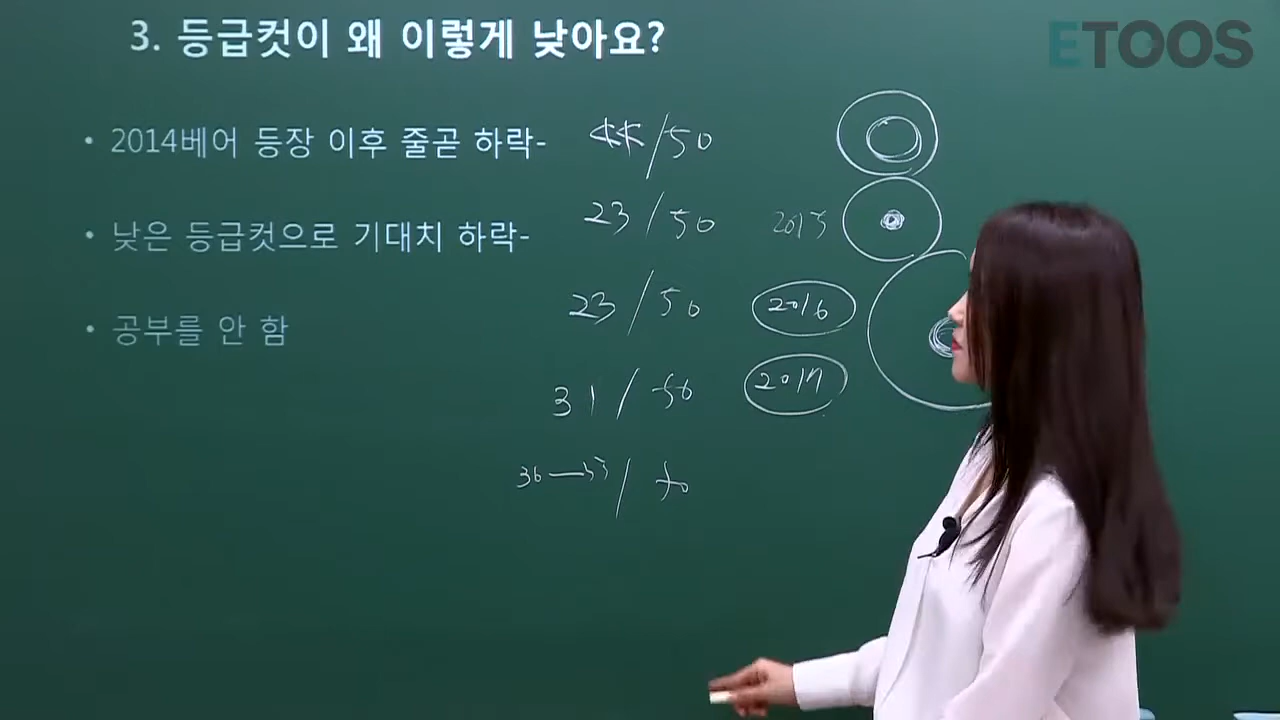 3. 등급컷이 왜 이렇게 낮아요?
ETOOS
• 2014베어 등장 이후 줄곧 하락-
44/50
• 낮은 등급컷으로 기대치 하락-
23/50
2015
• 공부를 안 함
23/50
2016
31/50
2017
/50